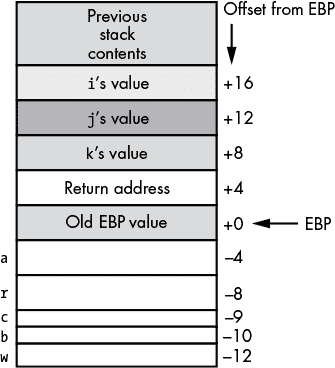 Previous
stack
contents
Offset from EBP
i's value +16
j's value +12
k's value +8
Return address +4
Old EBP value +0 EBP
a –4
r –8
c –9
b –10
w –12